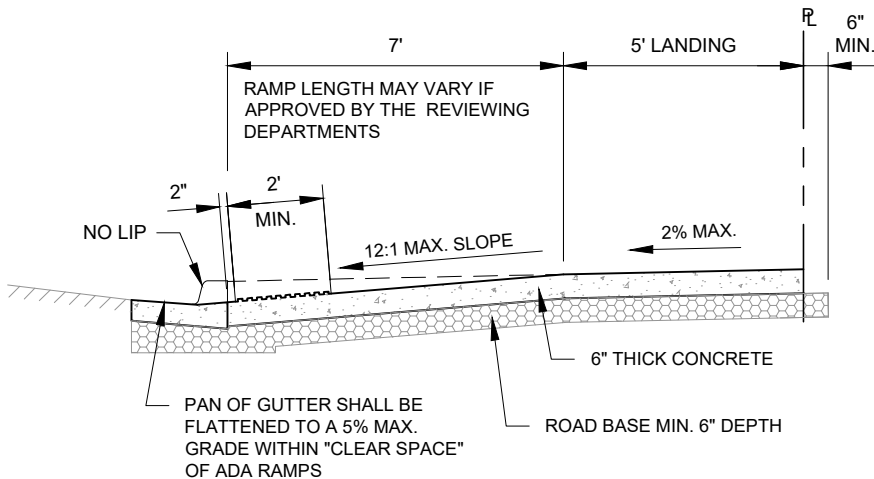 7'
5' LANDING
PL
6"
MIN.
RAMP LENGTH MAY VARY IF
APPROVED BY THE REVIEWING
DEPARTMENTS
2"
2'
MIN.
NO LIP
12:1 MAX. SLOPE
2% MAX.
6" THICK CONCRETE
PAN OF GUTTER SHALL BE
FLATTENED TO A 5% MAX.
GRADE WITHIN "CLEAR SPACE"
OF ADA RAMPS
ROAD BASE MIN. 6" DEPTH